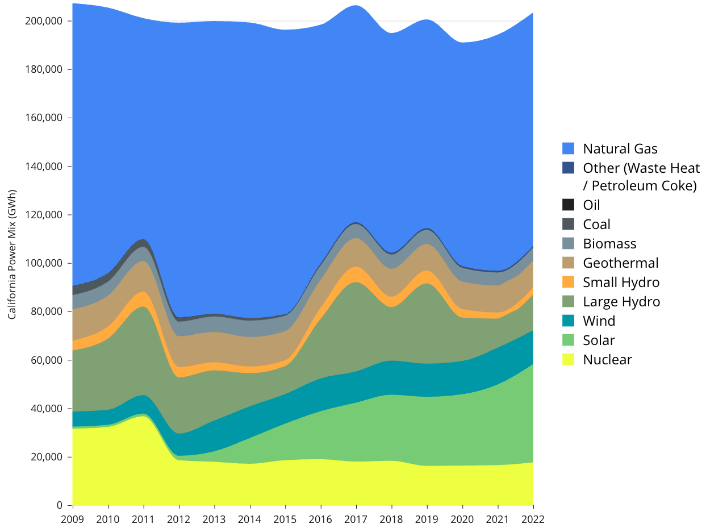 200,000
180,000
160,000
140,000
120,000
100,000
80,000
60,000
40,000
20,000
0
California Power Mix (GWh)
2009 2010 2011 2012 2013 2014 2015 2016 2017 2018 2019 2020 2021 2022
Natural Gas
Other (Waste Heat
/ Petroleum Coke)
Oil
Coal
Biomass
Geothermal
Small Hydro
Large Hydro
Wind
Solar
Nuclear